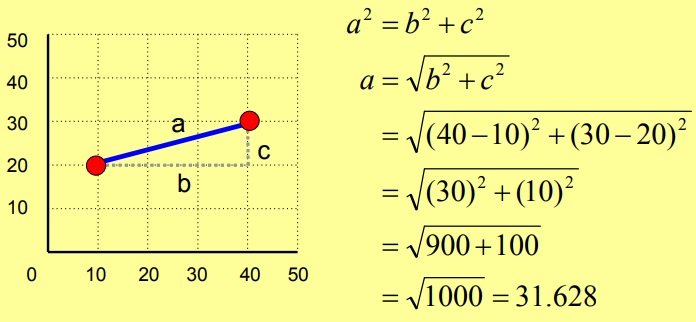 50
40
30
20
10
0 10 20 30 40 50
a
b
c
a² = b² + c²
a = √(b² + c²)
= √((40 − 10)² + (30 − 20)²)
= √((30)² + (10)²)
= √(900 + 100)
= √1000 = 31.628